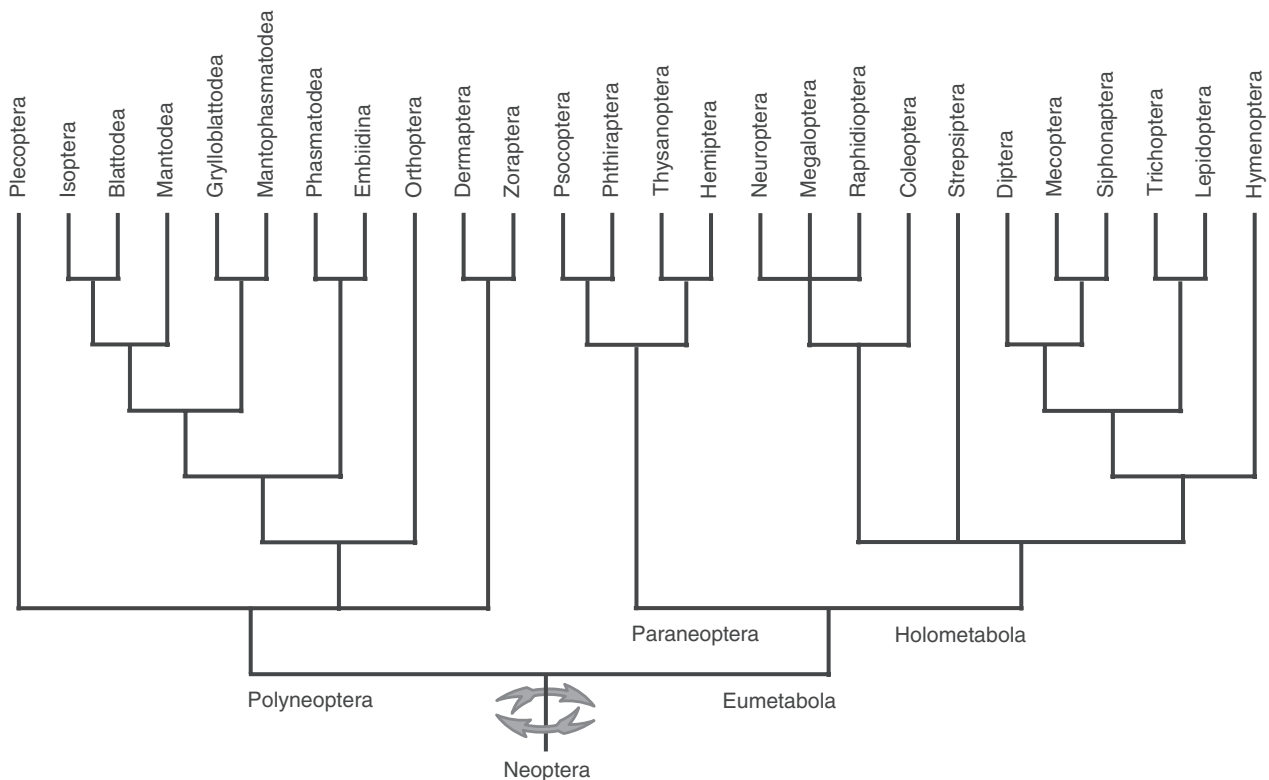 Plecoptera
Isoptera
Blattodea
Mantodea
Grylloblattodea
Mantophasmatodea
Phasmatodea
Embiidina
Orthoptera
Dermaptera
Zoraptera
Psocoptera
Phthiraptera
Thysanoptera
Hemiptera
Neuroptera
Megaloptera
Raphidioptera
Coleoptera
Strepsiptera
Diptera
Mecoptera
Siphonaptera
Trichoptera
Lepidoptera
Hymenoptera
Paraneoptera
Holometabola
Polyneoptera
Eumetabola
Neoptera